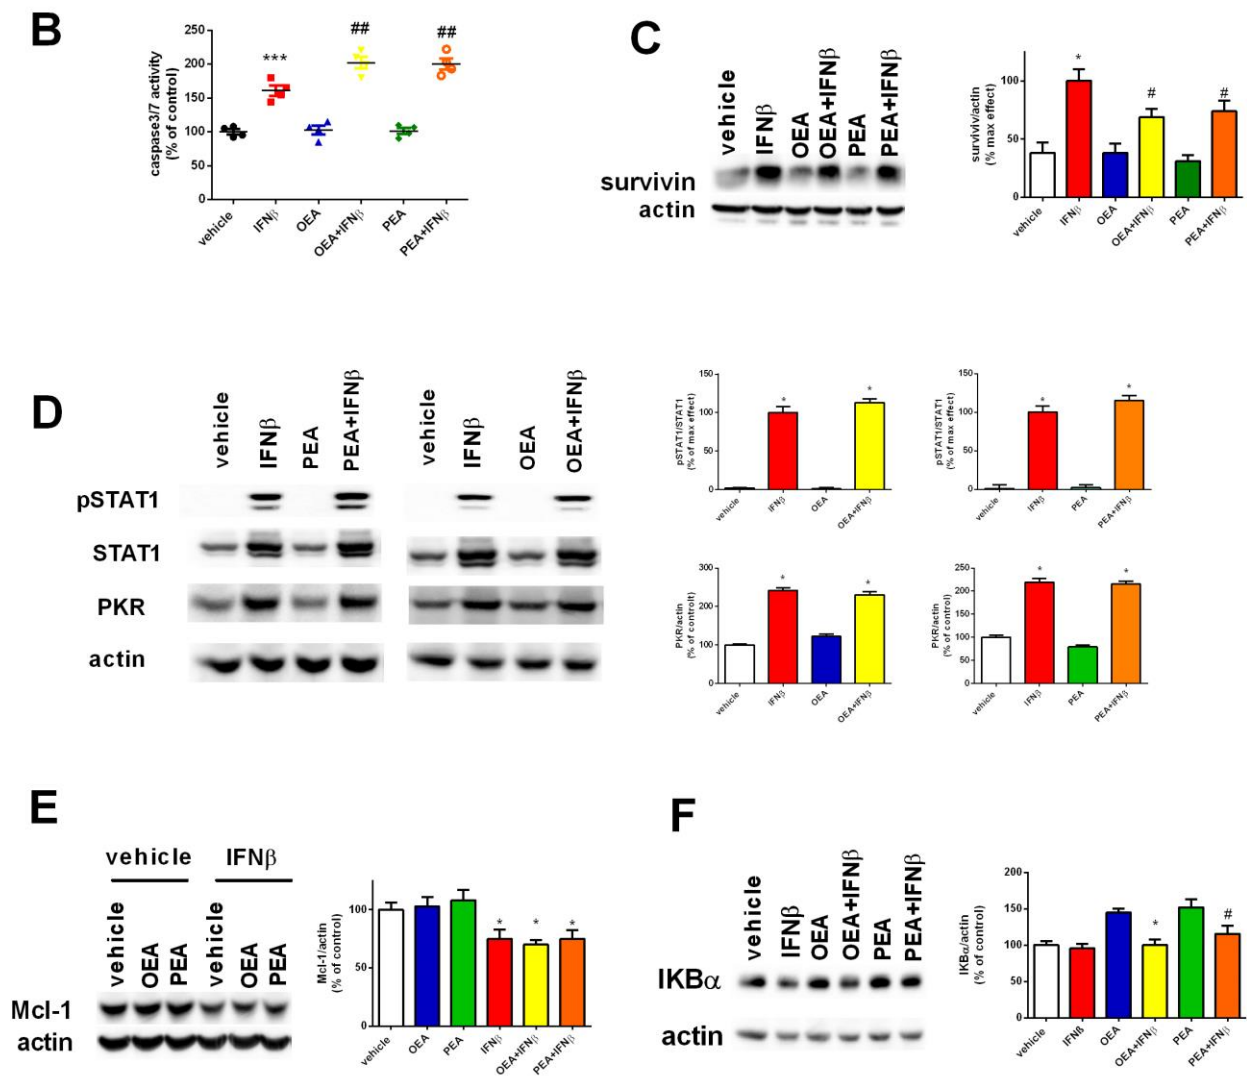 B
caspase3/7 activity
(% of control)
250
200
150
100
50
0
***
##
##
vehicle
IFNβ
OEA
OEA+IFNβ
PEA
PEA+IFNβ
C
vehicle
IFNβ
OEA
OEA+IFNβ
PEA
PEA+IFNβ
survivin
actin
surviviv/actin
(% max effect)
100
50
0
*
#
#
vehicle
IFNβ
OEA
OEA+IFNβ
PEA
PEA+IFNβ
D
vehicle
IFNβ
PEA
PEA+IFNβ
vehicle
IFNβ
OEA
OEA+IFNβ
pSTAT1
STAT1
PKR
actin
pSTAT1/STAT1
(% of max effect)
150
100
50
0
*
*
vehicle
IFNβ
OEA
OEA+IFNβ
pSTAT1/STAT1
(% of max effect)
150
100
50
0
*
*
vehicle
IFNβ
PEA
PEA+IFNβ
PKR/actin
(% of controlt)
300
200
100
0
*
*
vehicle
IFNβ
OEA
OEA+IFNβ
PKR/actin
(% of control)
250
200
150
100
50
0
*
*
vehicle
IFNβ
PEA
PEA+IFNβ
E
vehicle
IFNβ
vehicle
OEA
PEA
vehicle
OEA
PEA
Mcl-1
actin
Mcl-1/actin
(% of control)
100
50
0
*
*
*
vehicle
OEA
PEA
IFNβ
OEA+IFNβ
PEA+IFNβ
F
vehicle
IFNβ
OEA
OEA+IFNβ
PEA
PEA+IFNβ
IKBα
actin
IKBα/actin
(% of control)
200
150
100
50
0
*
#
vehicle
IFNß
OEA
OEA+IFNβ
PEA
PEA+IFNβ